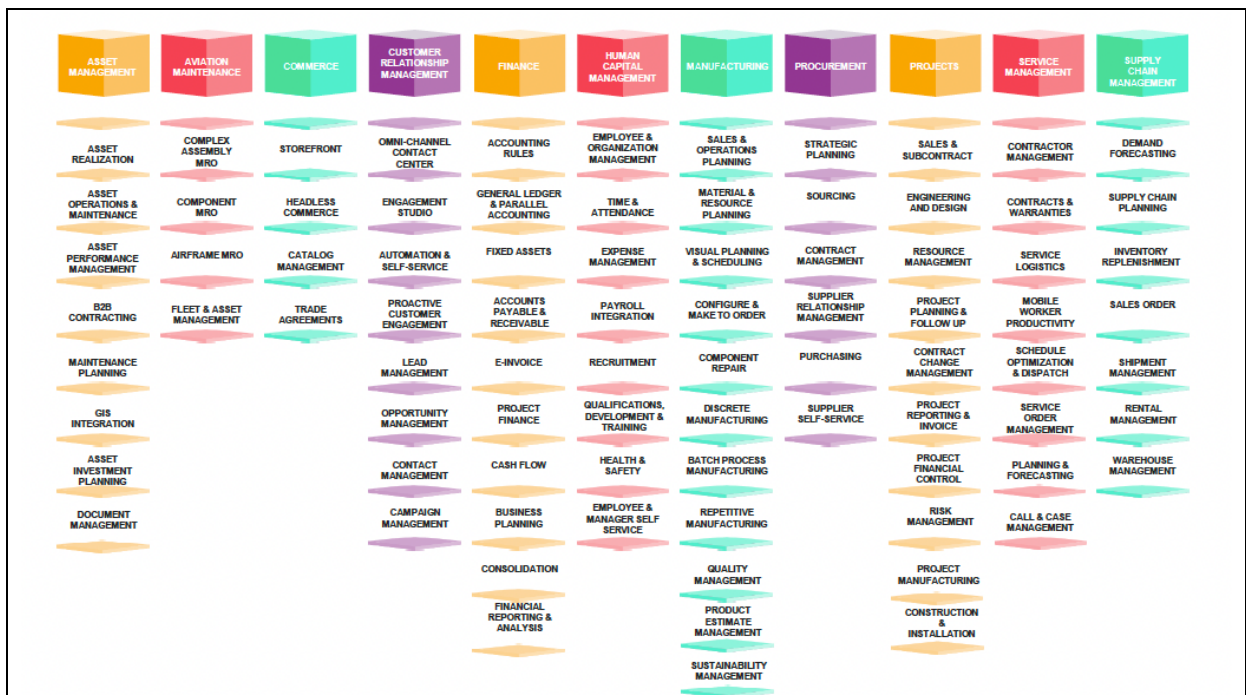 ASSET
MANAGEMENT
AVIATION
MAINTENANCE
COMMERCE
CUSTOMER
RELATIONSHIP
MANAGEMENT
FINANCE
HUMAN
CAPITAL
MANAGEMENT
MANUFACTURING
PROCUREMENT
PROJECTS
SERVICE
MANAGEMENT
SUPPLY
CHAIN
MANAGEMENT
ASSET
REALIZATION
ASSET
OPERATIONS &
MAINTENANCE
ASSET
PERFORMANCE
MANAGEMENT
B2B
CONTRACTING
MAINTENANCE
PLANNING
GIS
INTEGRATION
ASSET
INVESTMENT
PLANNING
DOCUMENT
MANAGEMENT
COMPLEX
ASSEMBLY
MRO
COMPONENT
MRO
AIRFRAME MRO
FLEET & ASSET
MANAGEMENT
STOREFRONT
HEADLESS
COMMERCE
CATALOG
MANAGEMENT
TRADE
AGREEMENTS
OMNI-CHANNEL
CONTACT
CENTER
ENGAGEMENT
STUDIO
AUTOMATION &
SELF-SERVICE
PROACTIVE
CUSTOMER
ENGAGEMENT
LEAD
MANAGEMENT
OPPORTUNITY
MANAGEMENT
CONTACT
MANAGEMENT
CAMPAIGN
MANAGEMENT
ACCOUNTING
RULES
GENERAL LEDGER
& PARALLEL
ACCOUNTING
FIXED ASSETS
ACCOUNTS
PAYABLE &
RECEIVABLE
E-INVOICE
PROJECT
FINANCE
CASH FLOW
BUSINESS
PLANNING
CONSOLIDATION
FINANCIAL
REPORTING &
ANALYSIS
EMPLOYEE &
ORGANIZATION
MANAGEMENT
TIME &
ATTENDANCE
EXPENSE
MANAGEMENT
PAYROLL
INTEGRATION
RECRUITMENT
QUALIFICATIONS,
DEVELOPMENT &
TRAINING
HEALTH &
SAFETY
EMPLOYEE &
MANAGER SELF
SERVICE
SALES &
OPERATIONS
PLANNING
MATERIAL &
RESOURCE
PLANNING
VISUAL PLANNING
& SCHEDULING
CONFIGURE &
MAKE TO ORDER
COMPONENT
REPAIR
DISCRETE
MANUFACTURING
BATCH PROCESS
MANUFACTURING
REPETITIVE
MANUFACTURING
QUALITY
MANAGEMENT
PRODUCT
ESTIMATE
MANAGEMENT
SUSTAINABILITY
MANAGEMENT
STRATEGIC
PLANNING
SOURCING
CONTRACT
MANAGEMENT
SUPPLIER
RELATIONSHIP
MANAGEMENT
PURCHASING
SUPPLIER
SELF-SERVICE
SALES &
SUBCONTRACT
ENGINEERING
AND DESIGN
RESOURCE
MANAGEMENT
PROJECT
PLANNING &
FOLLOW UP
CONTRACT
CHANGE
MANAGEMENT
PROJECT
REPORTING &
INVOICE
PROJECT
FINANCIAL
CONTROL
RISK
MANAGEMENT
PROJECT
MANUFACTURING
CONSTRUCTION
&
INSTALLATION
CONTRACTOR
MANAGEMENT
CONTRACTS &
WARRANTIES
SERVICE
LOGISTICS
MOBILE
WORKER
PRODUCTIVITY
SCHEDULE
OPTIMIZATION
& DISPATCH
SERVICE
ORDER
MANAGEMENT
PLANNING &
FORECASTING
CALL & CASE
MANAGEMENT
DEMAND
FORECASTING
SUPPLY CHAIN
PLANNING
INVENTORY
REPLENISHMENT
SALES ORDER
SHIPMENT
MANAGEMENT
RENTAL
MANAGEMENT
WAREHOUSE
MANAGEMENT